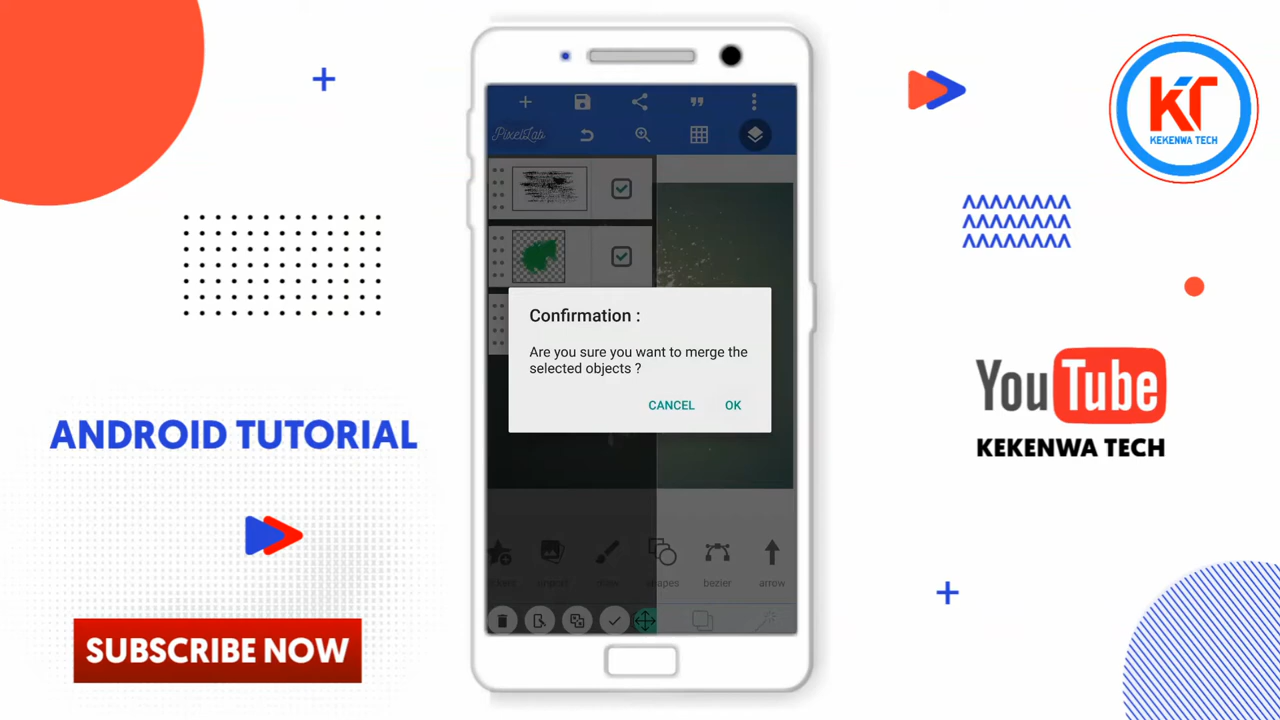 KT
KEKENWA TECH
PixelLab
Confirmation :
Are you sure you want to merge the
selected objects ?
CANCEL OK
YouTube
KEKENWA TECH
ANDROID TUTORIAL
bezier
arrow
SUBSCRIBE NOW